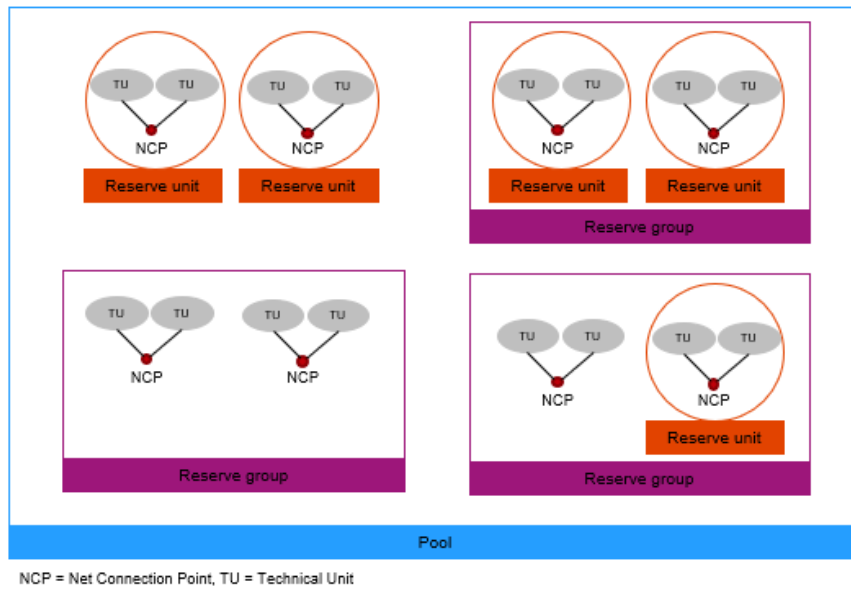 TU TU TU TU
NCP NCP
Reserve unit Reserve unit
TU TU TU TU
NCP NCP
Reserve unit Reserve unit
Reserve group
TU TU TU TU
NCP NCP
Reserve group
TU TU TU TU
NCP NCP
Reserve unit
Reserve group
Pool
NCP = Net Connection Point, TU = Technical Unit